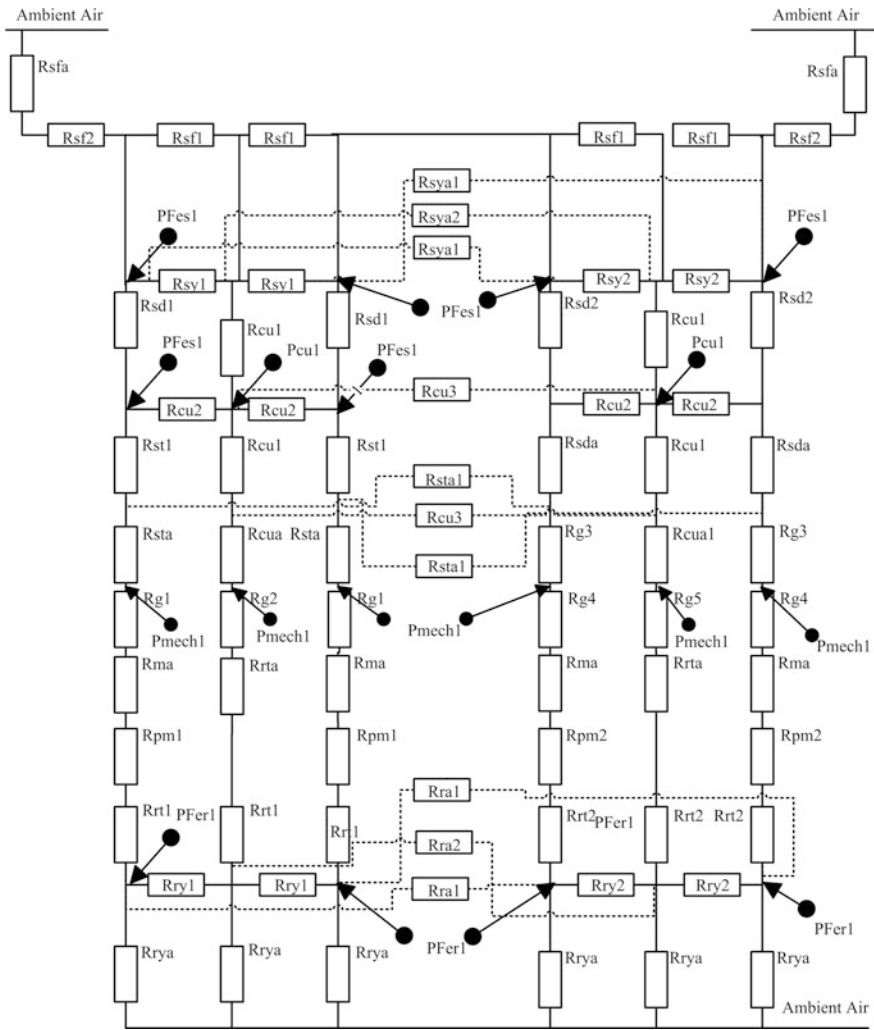 Ambient Air Ambient Air
Rsfa Rsfa
Rsf2 Rsf1 Rsf1 Rsf1 Rsf1 Rsf2
Rsya1
PFes1 Rsya2 PFes1
Rsya1
Rsy1 Rsy1 Rsy2 Rsy2
Rsd1 Rsd1 PFes1 Rsd2 Rsd2
Rcu1 Rcu1
PFes1 Pcu1 PFes1 Pcu1
Rcu3
Rcu2 Rcu2 Rcu2 Rcu2
Rst1 Rcu1 Rst1 Rsda Rcu1 Rsda
Rsta1
Rcu3
Rsta Rcua Rsta Rg3 Rcua1 Rg3
Rsta1
Rg1 Rg2 Rg1 Rg4 Rg5 Rg4
Pmech1 Pmech1 Pmech1 Pmech1 Pmech1
Rma Rrta Rma Rma Rrta Rma
Rpm1 Rpm1 Rpm2 Rpm2
Rra1
Rrt1 PFer1 Rrt1 Rrt1 Rrt2 PFer1 Rrt2 Rrt2
Rra2
Rry1 Rry1 Rra1 Rry2 Rry2
PFer1 PFer1 PFer1
Rrya Rrya Rrya Rrya Rrya Rrya
Ambient Air